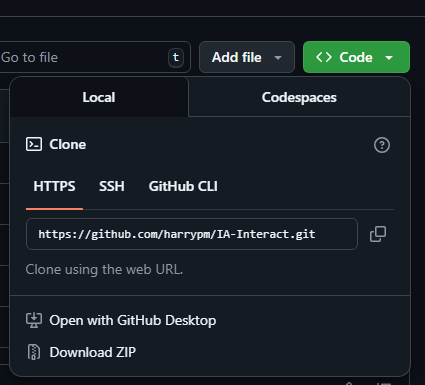 Go to file
t
Add file
Code
Local
Codespaces
Clone
HTTPS
SSH
GitHub CLI
https://github.com/harrypm/IA-Interact.git
Clone using the web URL.
Open with GitHub Desktop
Download ZIP